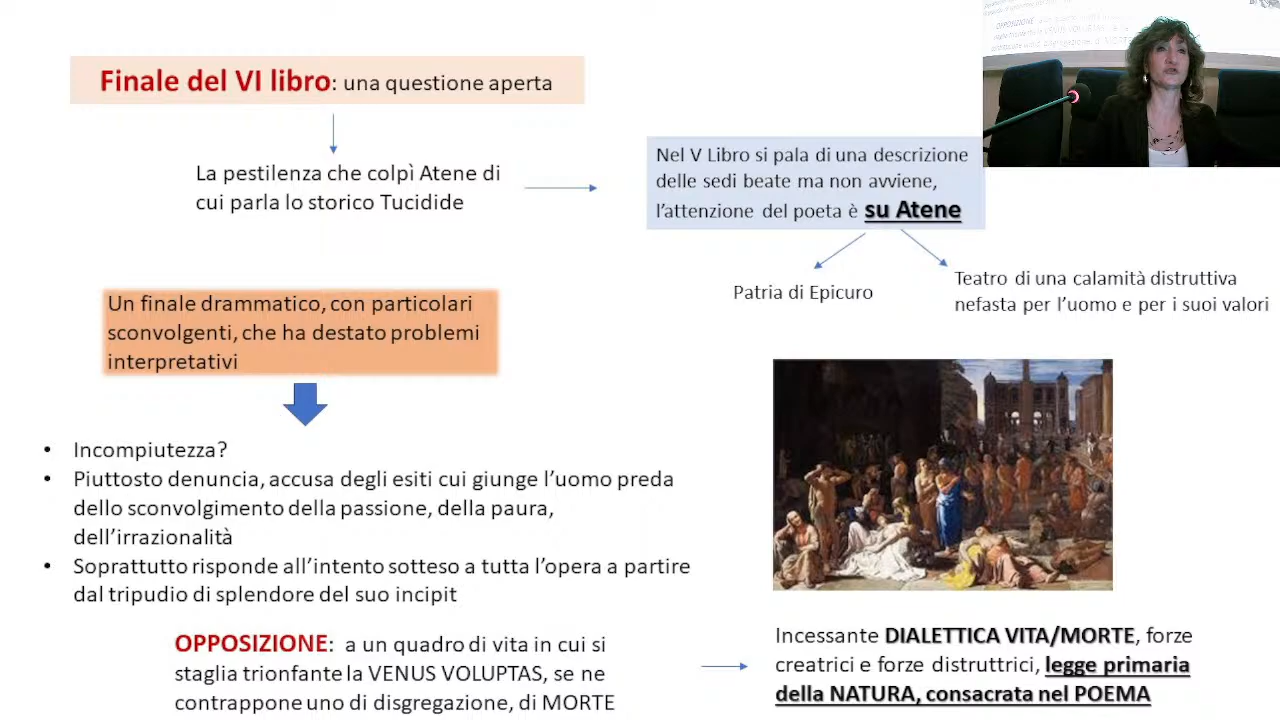 Finale del VI libro: una questione aperta
La pestilenza che colpì Atene di
cui parla lo storico Tucidide
Nel V Libro si pala di una descrizione
delle sedi beate ma non avviene,
l’attenzione del poeta è su Atene
Patria di Epicuro
Teatro di una calamità distruttiva
nefasta per l’uomo e per i suoi valori
Un finale drammatico, con particolari
sconvolgenti, che ha destato problemi
interpretativi
• Incompiutezza?
• Piuttosto denuncia, accusa degli esiti cui giunge l’uomo preda
dello sconvolgimento della passione, della paura,
dell’irrazionalità
• Soprattutto risponde all’intento sotteso a tutta l’opera a partire
dal tripudio di splendore del suo incipit
OPPOSIZIONE: a un quadro di vita in cui si
staglia trionfante la VENUS VOLUPTAS, se ne
contrappone uno di disgregazione, di MORTE
Incessante DIALETTICA VITA/MORTE, forze
creatrici e forze distruttrici, legge primaria
della NATURA, consacrata nel POEMA
OPPOSIZIONE